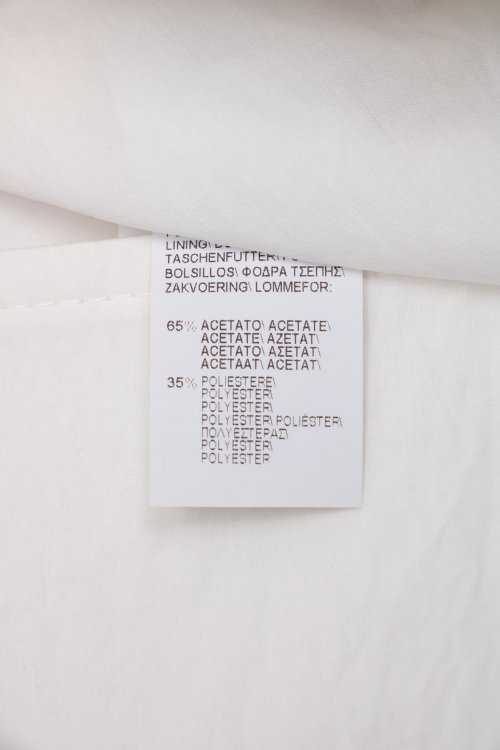 LINING\
TASCHENFUTTER\
BOLSILLOS\ ΦΟΔΡΑ ΤΣΕΠΗΣ\
ZAKVOERING\ LOMMEFOR:
65% ACETATO\ ACETATE\
ACETATE\ AZETAT\
ACETATO\ ΑΣΕΤΑΤ\
ACETAAT\ ACETAT\
35% POLIESTERE\
POLYESTER\
POLYESTER\
POLYESTER\ POLIÉSTER\
ΠΟΛΥΕΣΤΕΡΑΣ\
POLYESTER\
POLYESTER